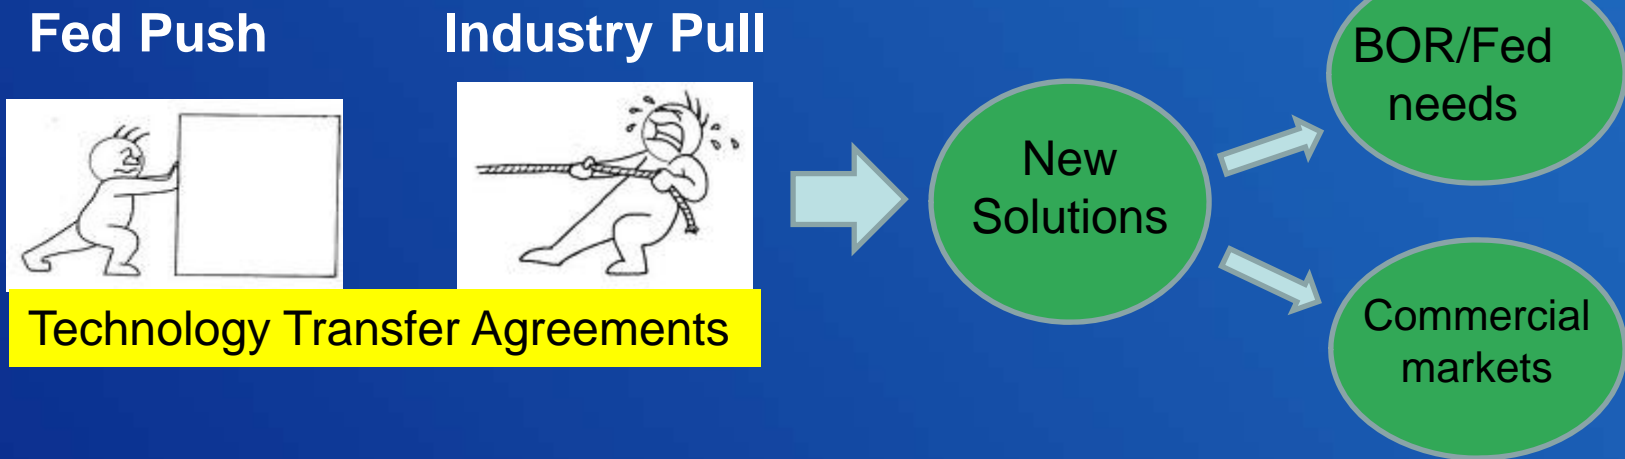 Fed Push
Industry Pull
Technology Transfer Agreements
New
Solutions
BOR/Fed
needs
Commercial
markets